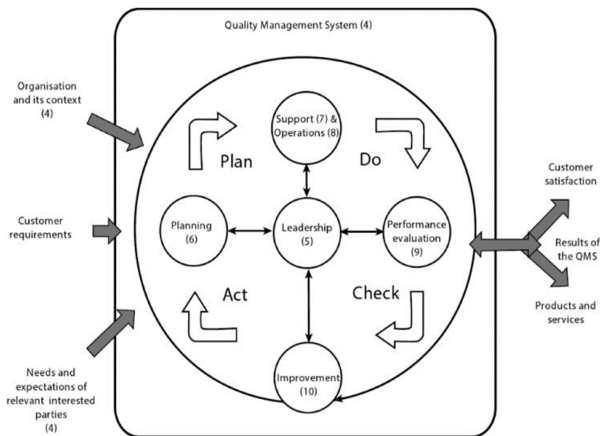 Quality Management System (4)
Organisation
and its context
(4)
Support (7) &
Operations (8)
Plan
Do
Customer
satisfaction
Customer
requirements
Planning
(6)
Leadership
(5)
Performance
evaluation
(9)
Results of
the QMS
Act
Check
Products and
services
Needs and
expectations of
relevant interested
parties
(4)
Improvement
(10)